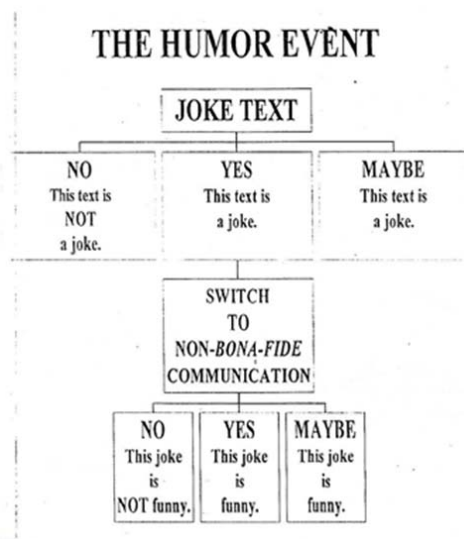 THE HUMOR EVENT
JOKE TEXT
NO
This text is
NOT
a joke.
YES
This text is
a joke.
MAYBE
This text is
a joke.
SWITCH
TO
NON-BONA-FIDE
COMMUNICATION
NO
This joke
is
NOT funny.
YES
This joke
is
funny.
MAYBE
This joke
is
funny.